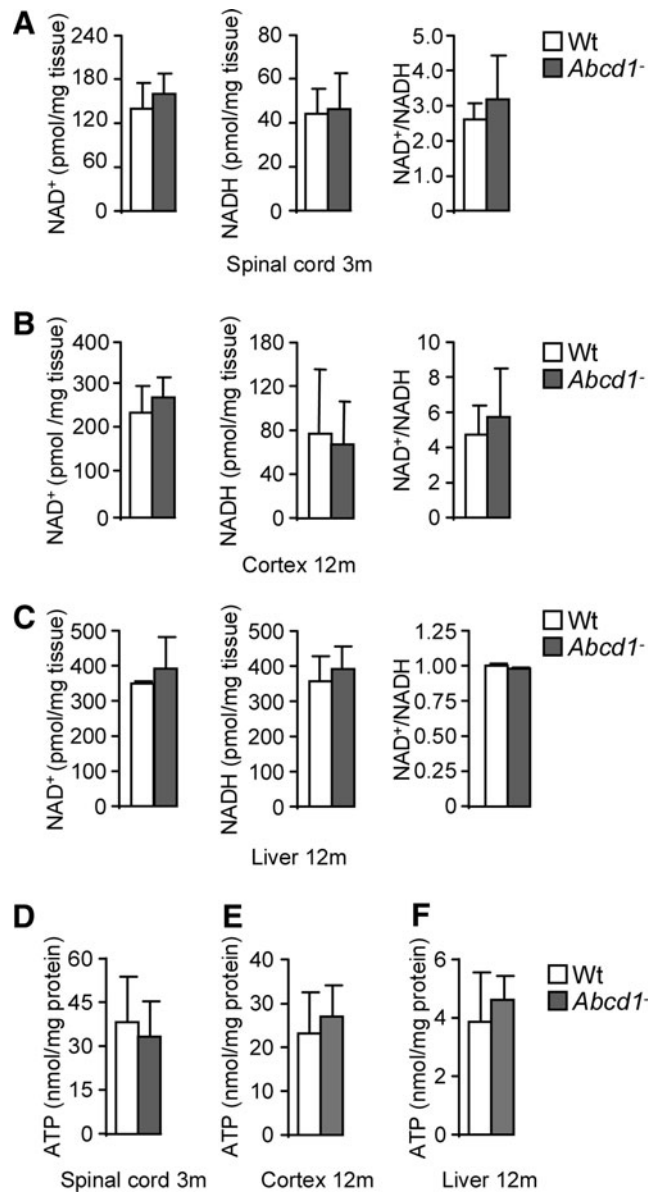 A
NAD⁺ (pmol/mg tissue)
240
160
120
60
0
NADH (pmol/mg tissue)
80
60
40
20
0
NAD⁺/NADH
5.0
4.0
3.0
2.0
1.0
0
Wt
Abcd1⁻
Spinal cord 3m
B
NAD⁺ (pmol /mg tissue)
400
300
200
200
0
NADH (pmol/mg tissue)
180
120
80
60
0
NAD⁺/NADH
10
8
6
4
2
0
Wt
Abcd1⁻
Cortex 12m
C
NAD⁺ (pmol/mg tissue)
500
400
300
200
100
0
NADH (pmol/mg tissue)
500
400
300
200
100
0
NAD⁺/NADH
1.25
1.00
0.75
0.50
0.25
0
Wt
Abcd1⁻
Liver 12m
D
ATP (nmol/mg protein)
60
45
30
15
0
Spinal cord 3m
E
ATP (nmol/mg protein)
40
30
20
10
0
Cortex 12m
F
ATP (nmol/mg protein)
6
4
2
0
Liver 12m
Wt
Abcd1⁻